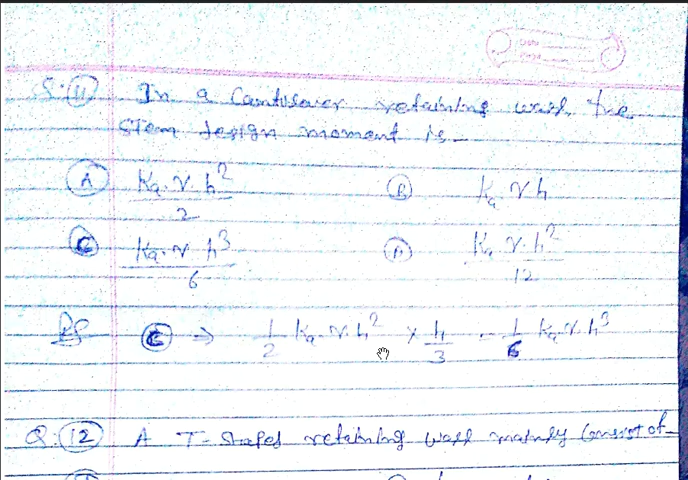 Q.11 In a Cantilever retaining wall, the
stem design moment is-
A Ka.γ.h²/2 B Ka γ h
C Ka.γ h³/6 D Ka γ.h²/12
C → 1/2 Ka.γ.h² × h/3 = 1/6 Ka.γ.h³
Q.12 A T-shaped retaining wall mainly consist of-